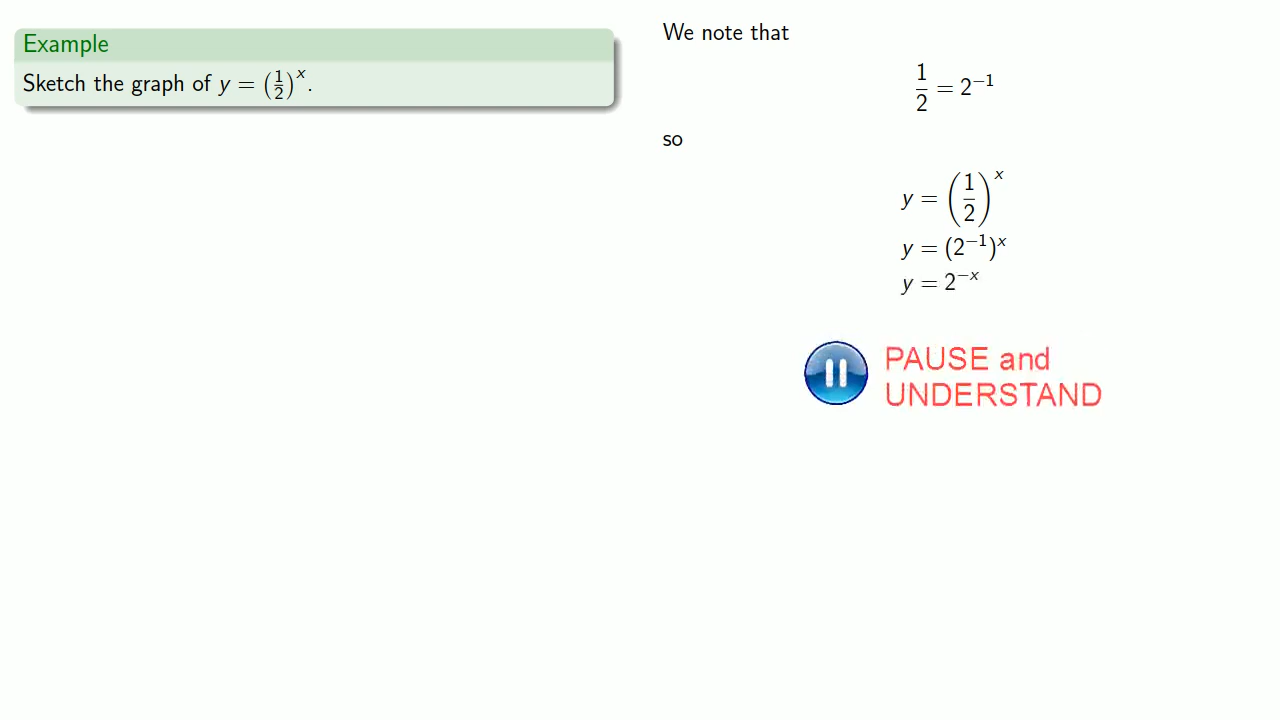 Example
Sketch the graph of y = (1/2)^x.
We note that
1/2 = 2^−1
so
y = (1/2)^x
y = (2^−1)^x
y = 2^−x
PAUSE and
UNDERSTAND